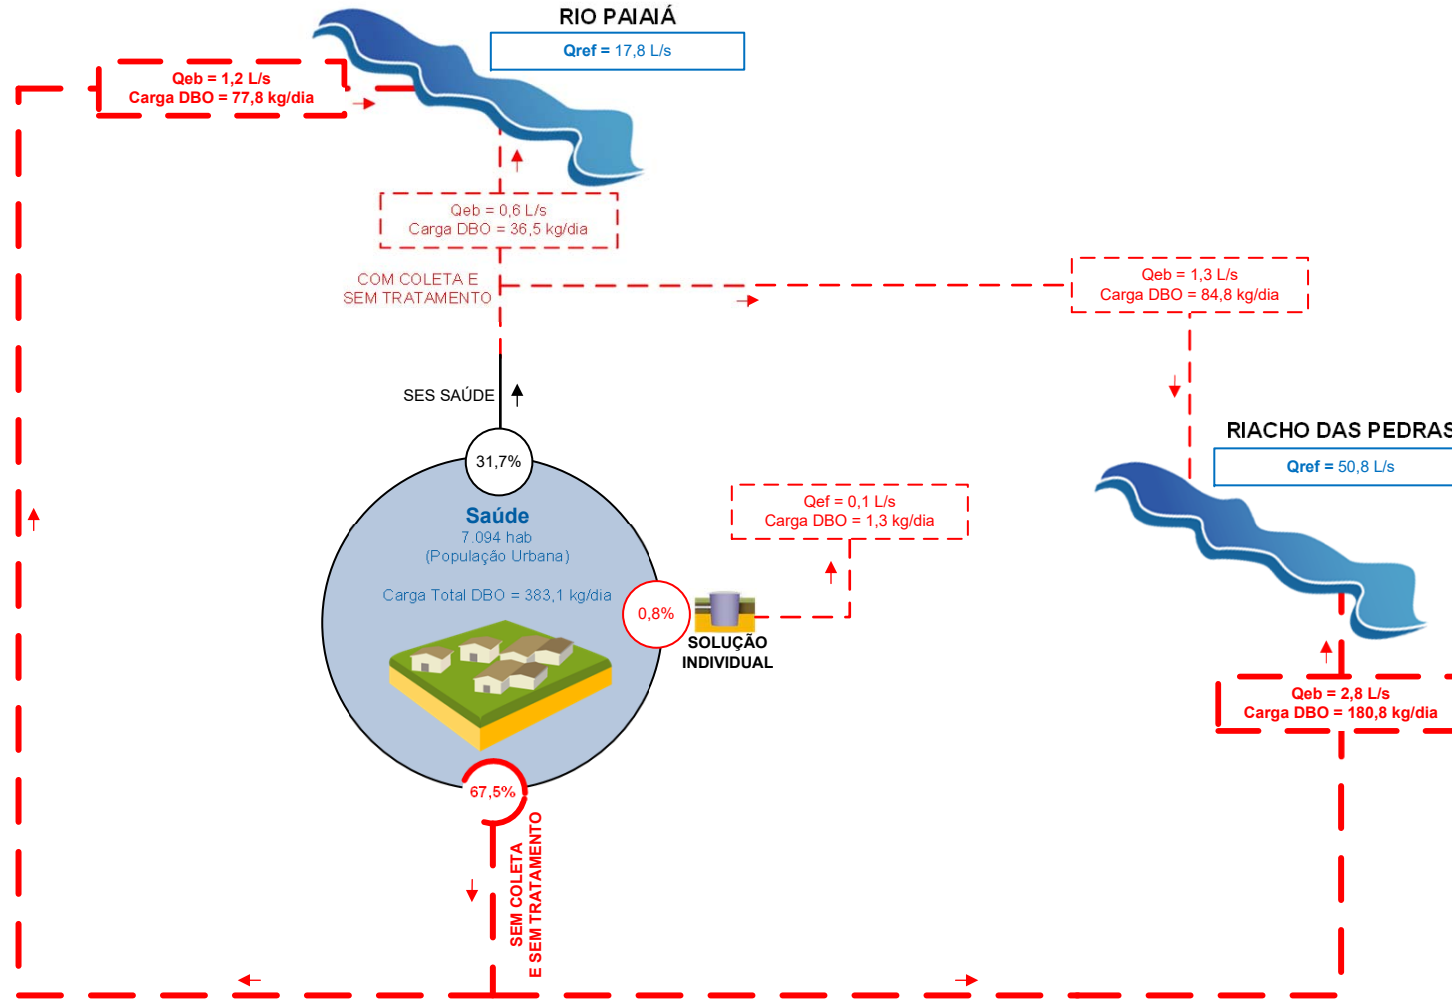 RIO PAIAIÁ
Qref = 17,8 L/s
Qeb = 1,2 L/s
Carga DBO = 77,8 kg/dia
Qeb = 0,6 L/s
Carga DBO = 36,5 kg/dia
COM COLETA E
SEM TRATAMENTO
Qeb = 1,3 L/s
Carga DBO = 84,8 kg/dia
SES SAÚDE
RIACHO DAS PEDRAS
Qref = 50,8 L/s
31,7%
Saúde
7.094 hab
(População Urbana)
Carga Total DBO = 383,1 kg/dia
Qef = 0,1 L/s
Carga DBO = 1,3 kg/dia
0,8%
SOLUÇÃO
INDIVIDUAL
Qeb = 2,8 L/s
Carga DBO = 180,8 kg/dia
67,5%
SEM COLETA
E SEM TRATAMENTO